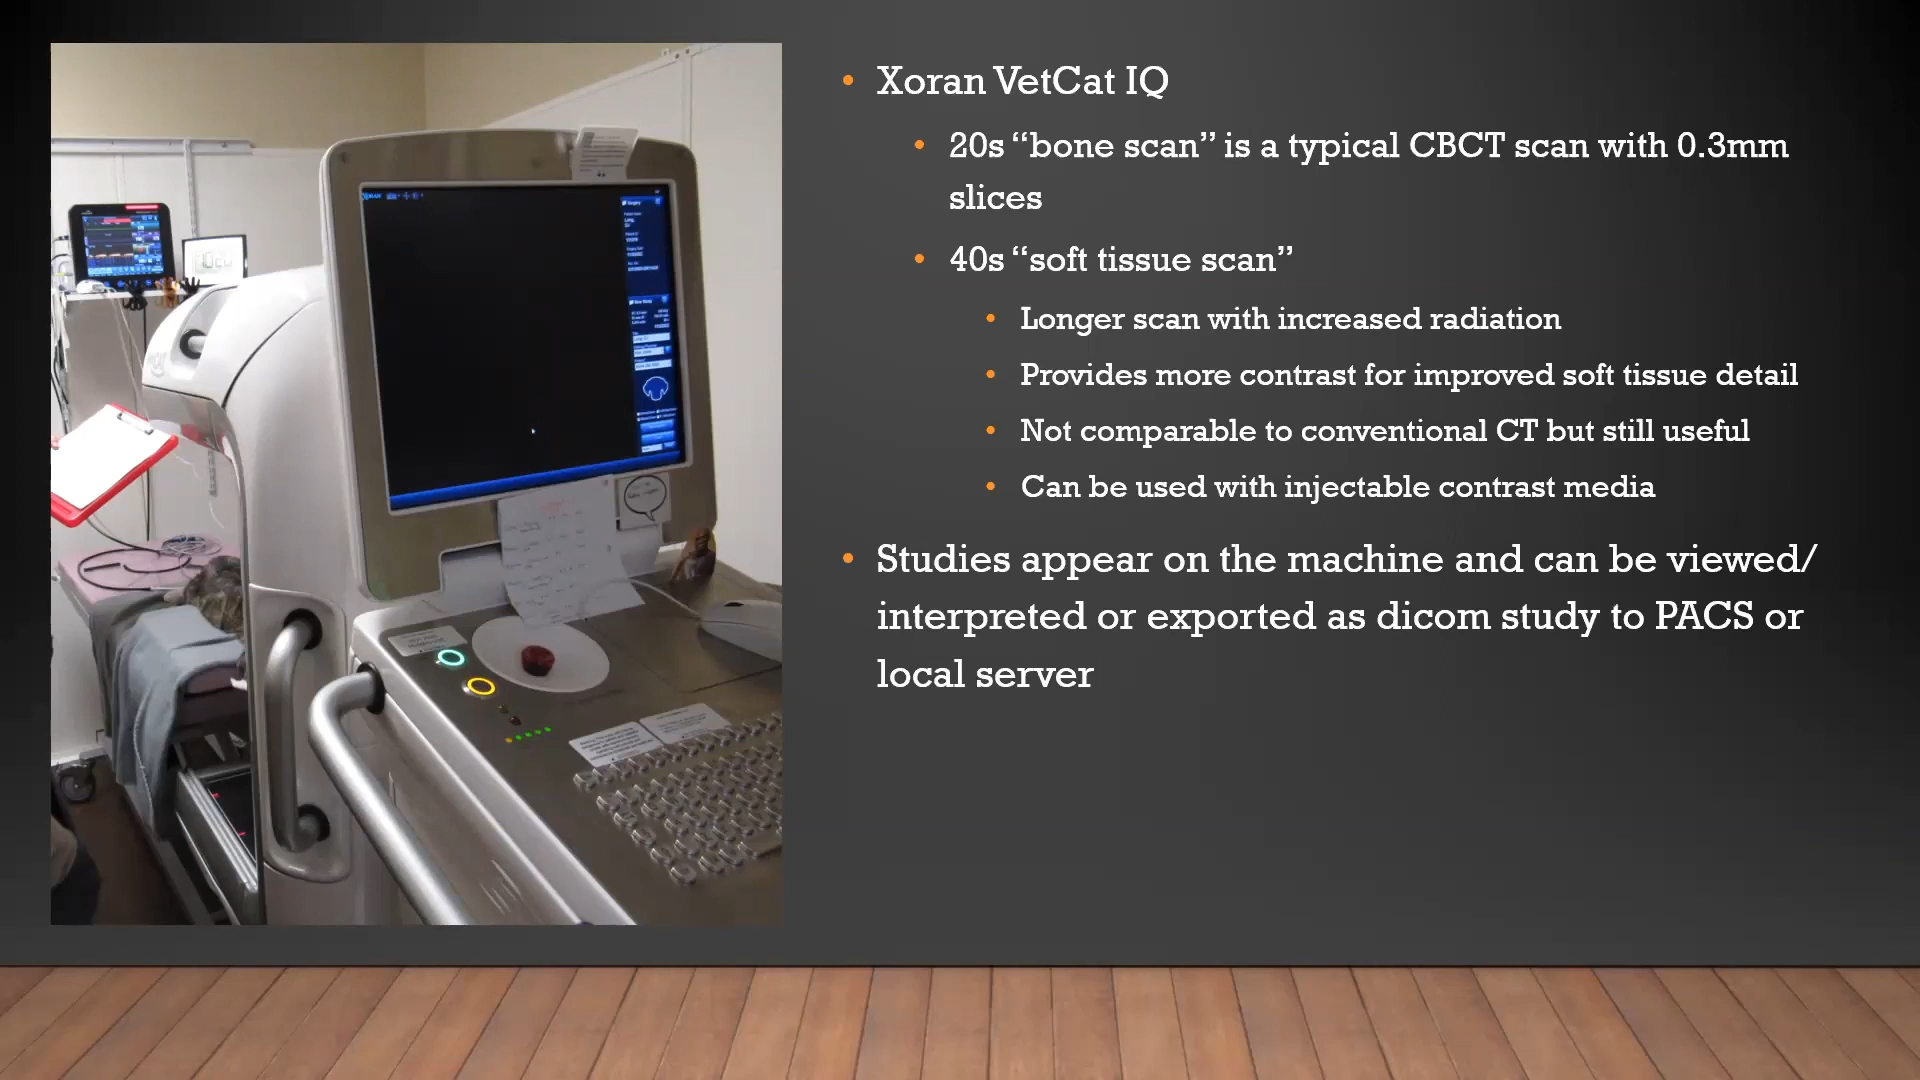 Xoran VetCat IQ
20s “bone scan” is a typical CBCT scan with 0.3mm
slices
40s “soft tissue scan”
Longer scan with increased radiation
Provides more contrast for improved soft tissue detail
Not comparable to conventional CT but still useful
Can be used with injectable contrast media
Studies appear on the machine and can be viewed/
interpreted or exported as dicom study to PACS or
local server